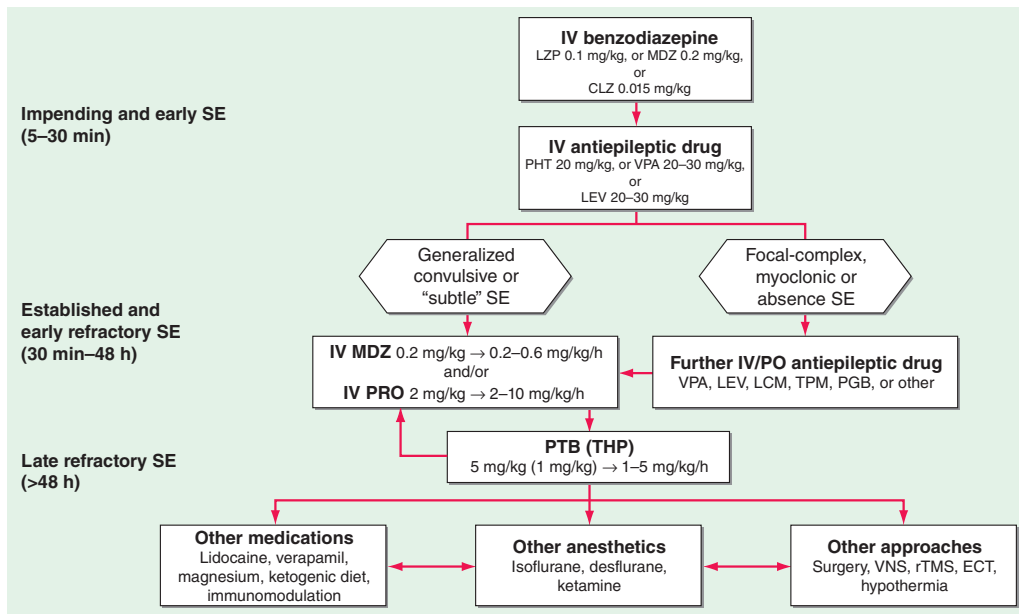 IV benzodiazepine
LZP 0.1 mg/kg, or MDZ 0.2 mg/kg,
or
CLZ 0.015 mg/kg
Impending and early SE
(5–30 min)
IV antiepileptic drug
PHT 20 mg/kg, or VPA 20–30 mg/kg,
or
LEV 20–30 mg/kg
Generalized
convulsive or
“subtle” SE
Focal-complex,
myoclonic or
absence SE
Established and
early refractory SE
(30 min–48 h)
IV MDZ 0.2 mg/kg → 0.2–0.6 mg/kg/h
and/or
IV PRO 2 mg/kg → 2–10 mg/kg/h
Further IV/PO antiepileptic drug
VPA, LEV, LCM, TPM, PGB, or other
Late refractory SE
(>48 h)
PTB (THP)
5 mg/kg (1 mg/kg) → 1–5 mg/kg/h
Other medications
Lidocaine, verapamil,
magnesium, ketogenic diet,
immunomodulation
Other anesthetics
Isoflurane, desflurane,
ketamine
Other approaches
Surgery, VNS, rTMS, ECT,
hypothermia